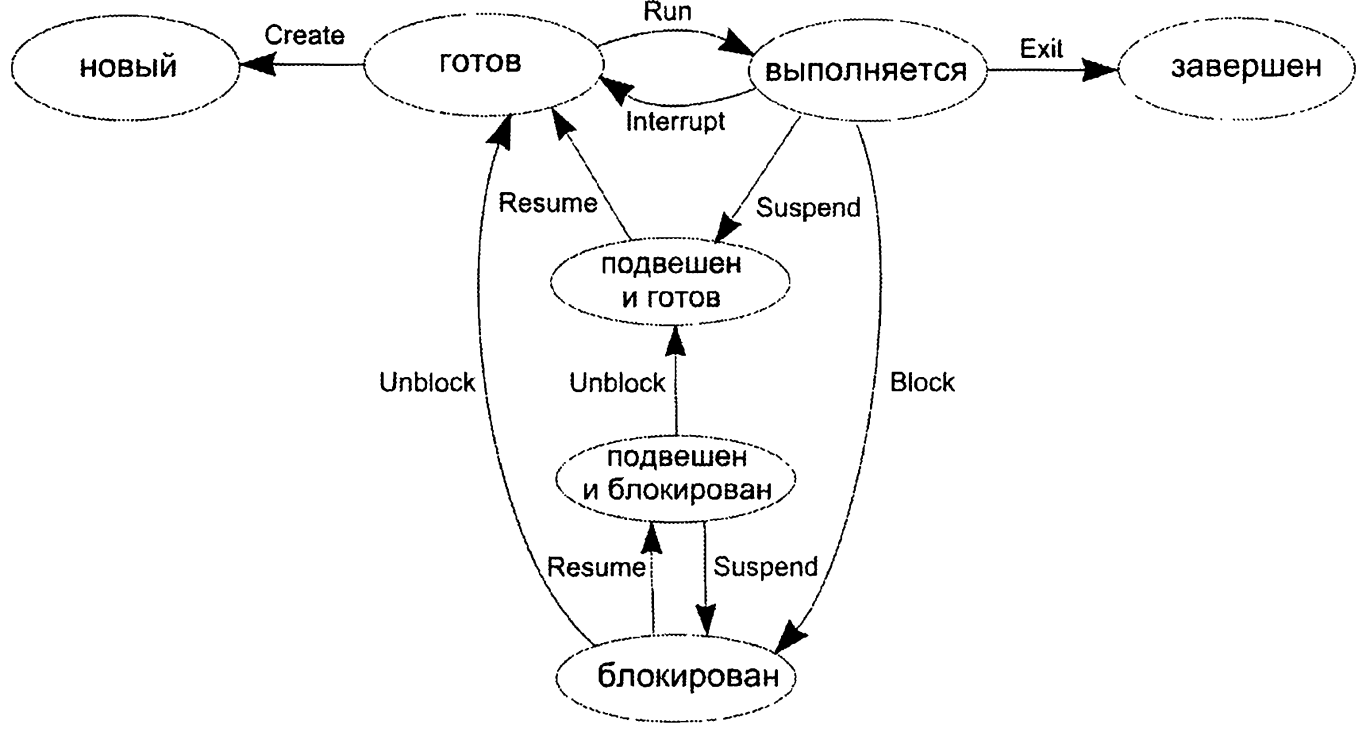 Run
Create
Exit
новый
готов
выполняется
завершен
Interrupt
Resume
Suspend
подвешен
и готов
Unblock
Unblock
Block
подвешен
и блокирован
Resume
Suspend
блокирован